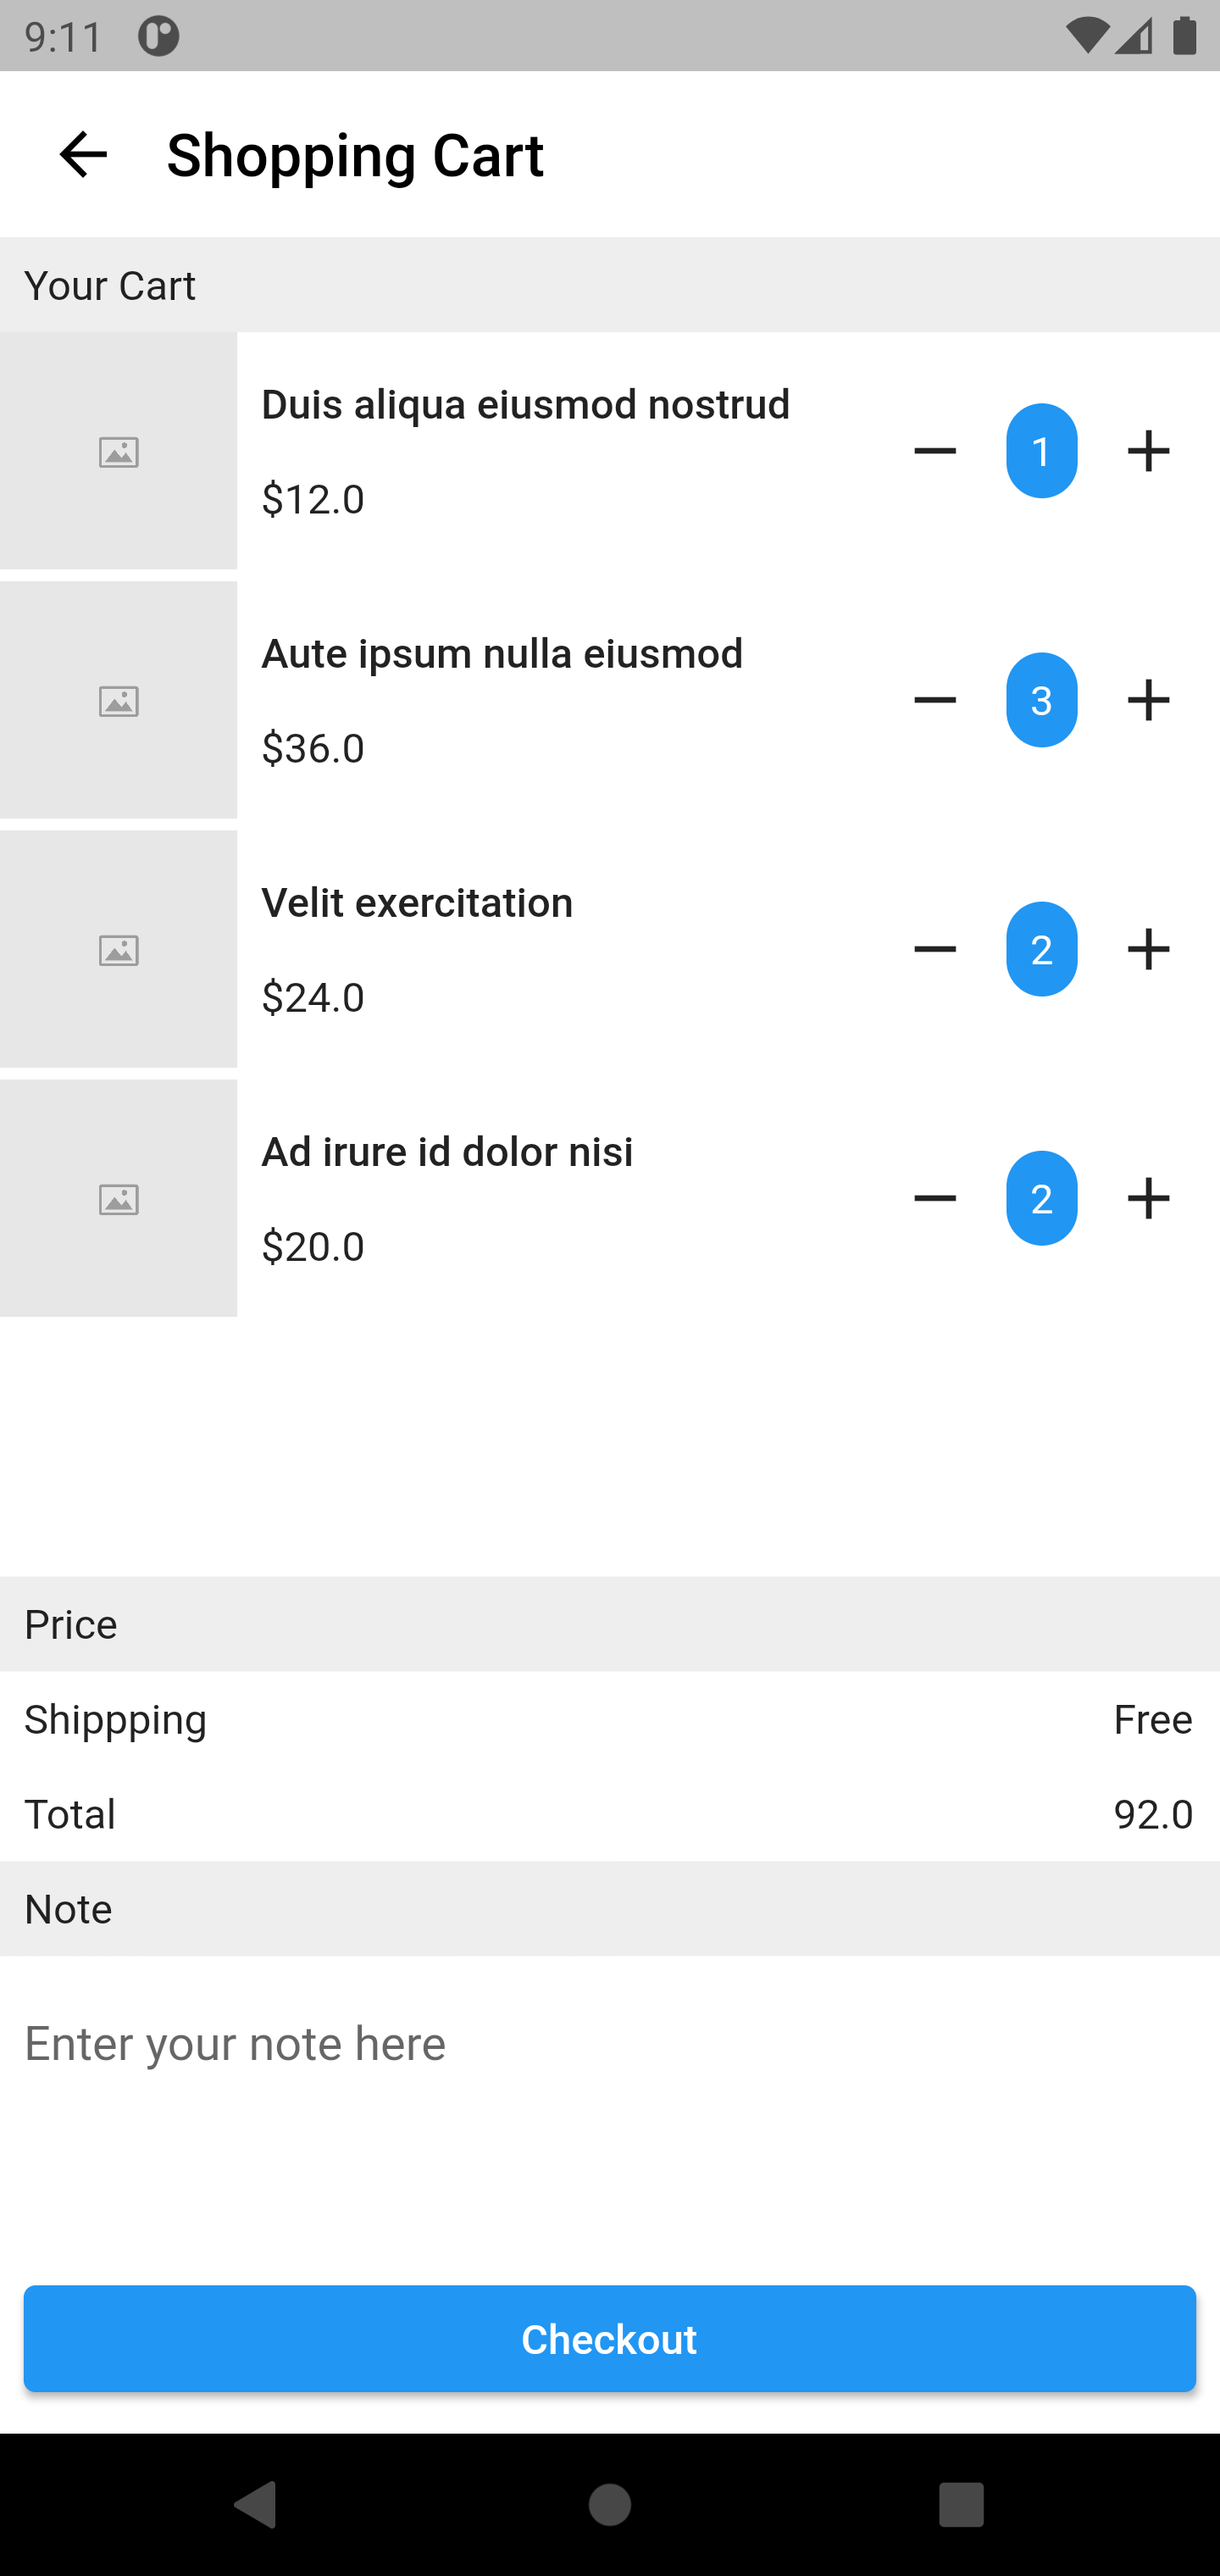 9:11
Shopping Cart
Your Cart
Duis aliqua eiusmod nostrud
$12.0
1
Aute ipsum nulla eiusmod
$36.0
3
Velit exercitation
$24.0
2
Ad irure id dolor nisi
$20.0
2
Price
Shippping Free
Total 92.0
Note
Enter your note here
Checkout